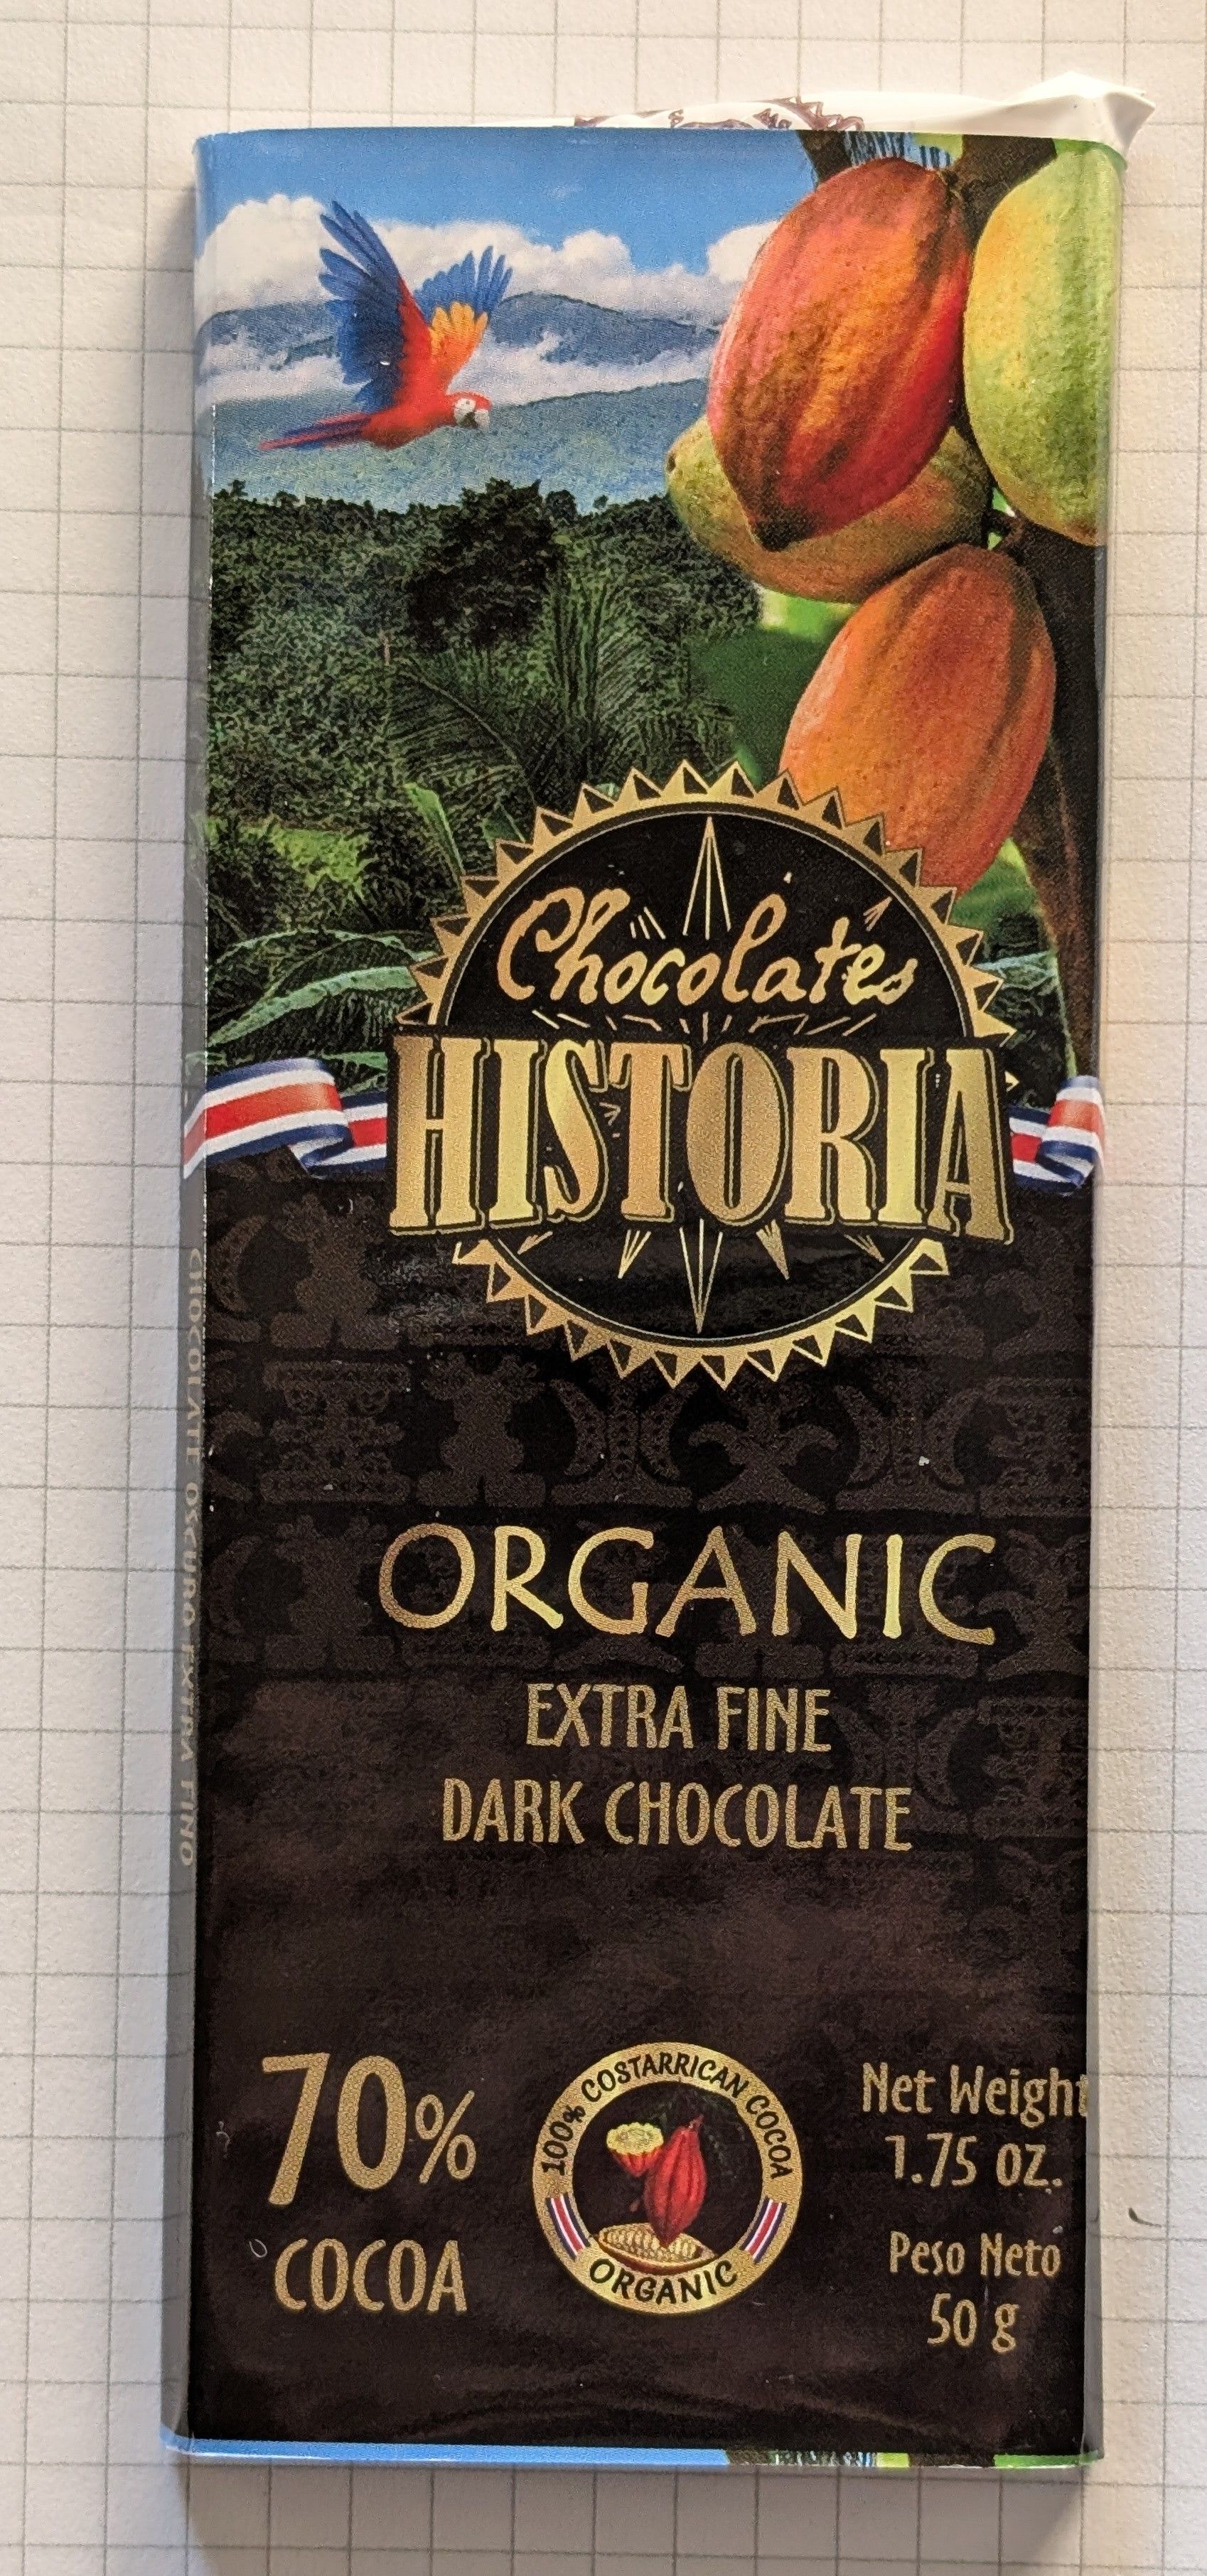 Chocolates
HISTORIA
CHOCOLATE OSCURO EXTRA FINO
ORGANIC
EXTRA FINE
DARK CHOCOLATE
70%
COCOA
100% COSTARRICAN COCOA
ORGANIC
Net Weight
1.75 oz.
Peso Neto
50 g